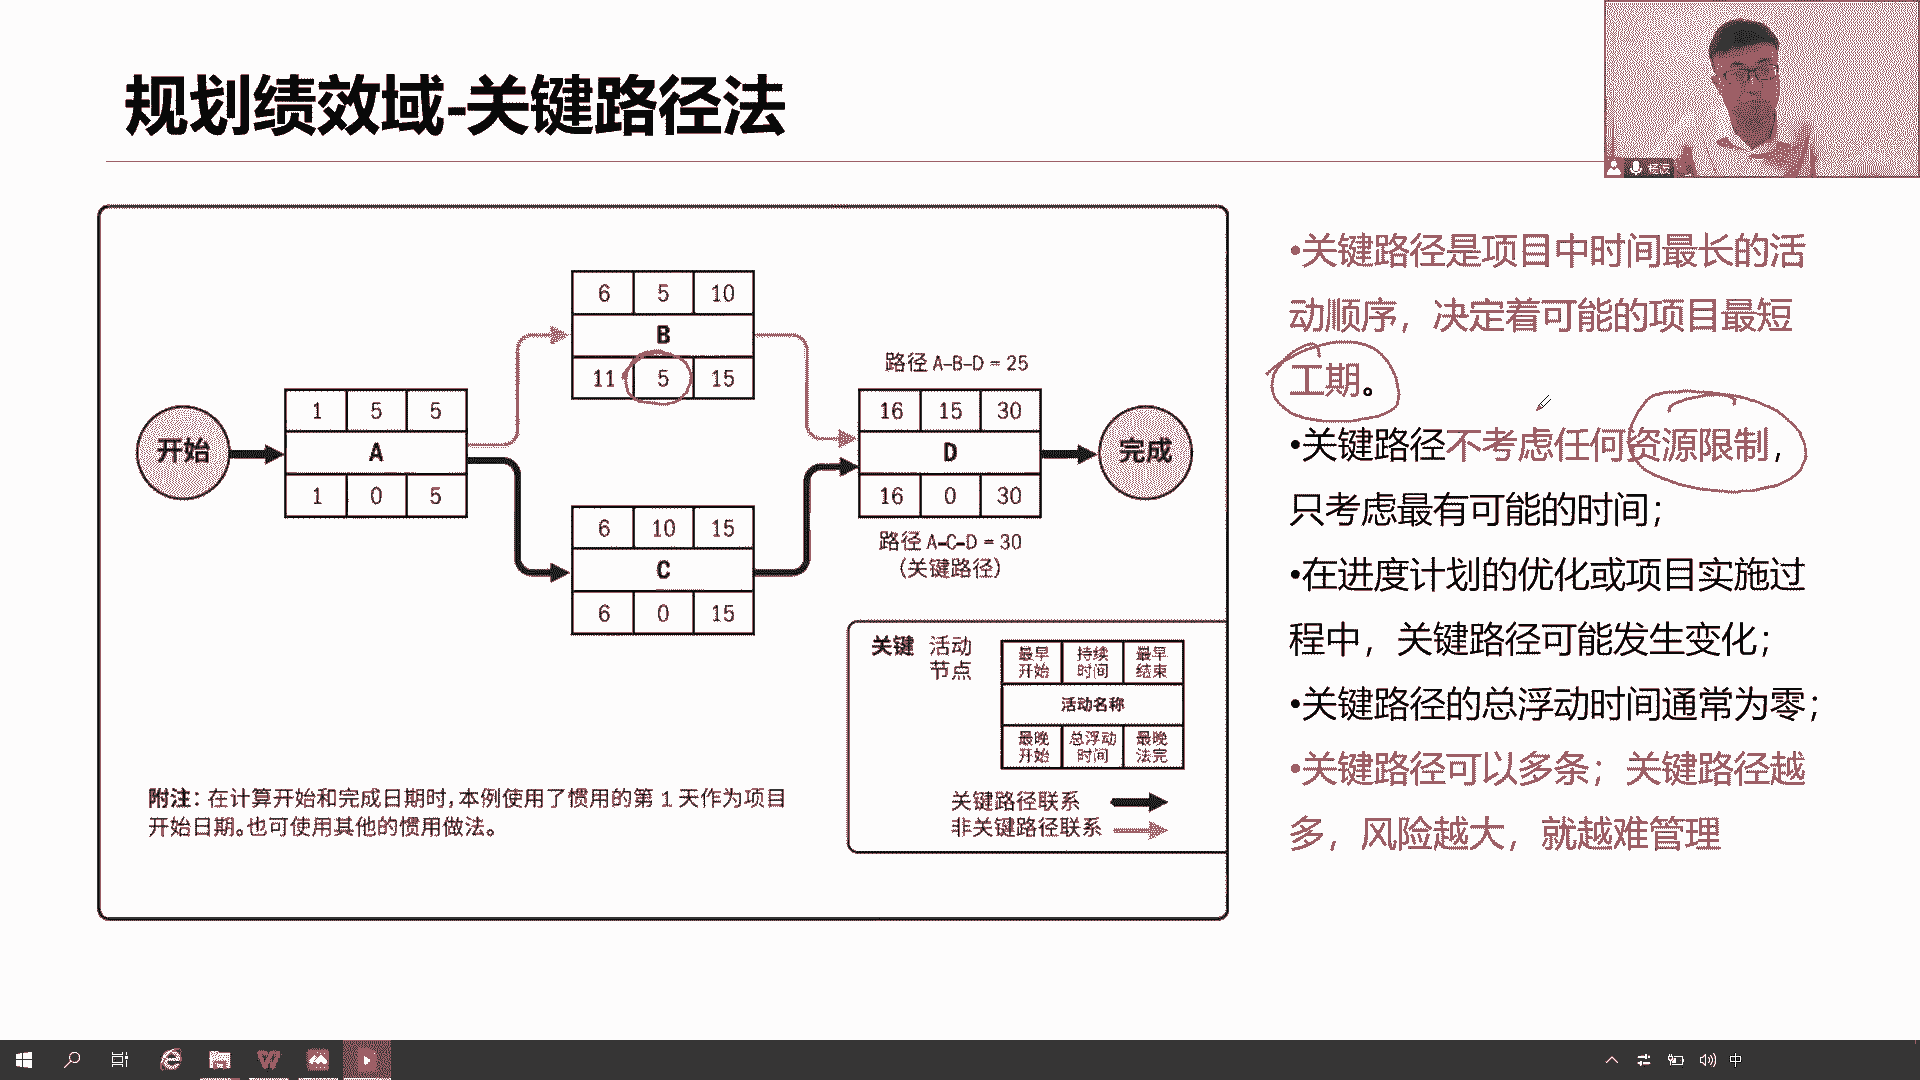 规划绩效域-关键路径法
6 5 10
B
11 5 15
路径 A-B-D = 25
1 5 5
A
1 0 5
开始
16 15 30
D
16 0 30
完成
路径 A-C-D = 30
（关键路径）
6 10 15
C
6 0 15
关键 活动
节点
最早 持续 最早
开始 时间 结束
活动名称
最晚 总浮动 最晚
开始 时间 法完
关键路径联系
非关键路径联系
附注：在计算开始和完成日期时，本例使用了惯用的第 1 天作为项目
开始日期。也可使用其他的惯用做法。
•关键路径是项目中时间最长的活
动顺序，决定着可能的项目最短
工期。
•关键路径不考虑任何资源限制，
只考虑最有可能的时间；
•在进度计划的优化或项目实施过
程中，关键路径可能发生变化；
•关键路径的总浮动时间通常为零；
•关键路径可以多条；关键路径越
多，风险越大，就越难管理
中